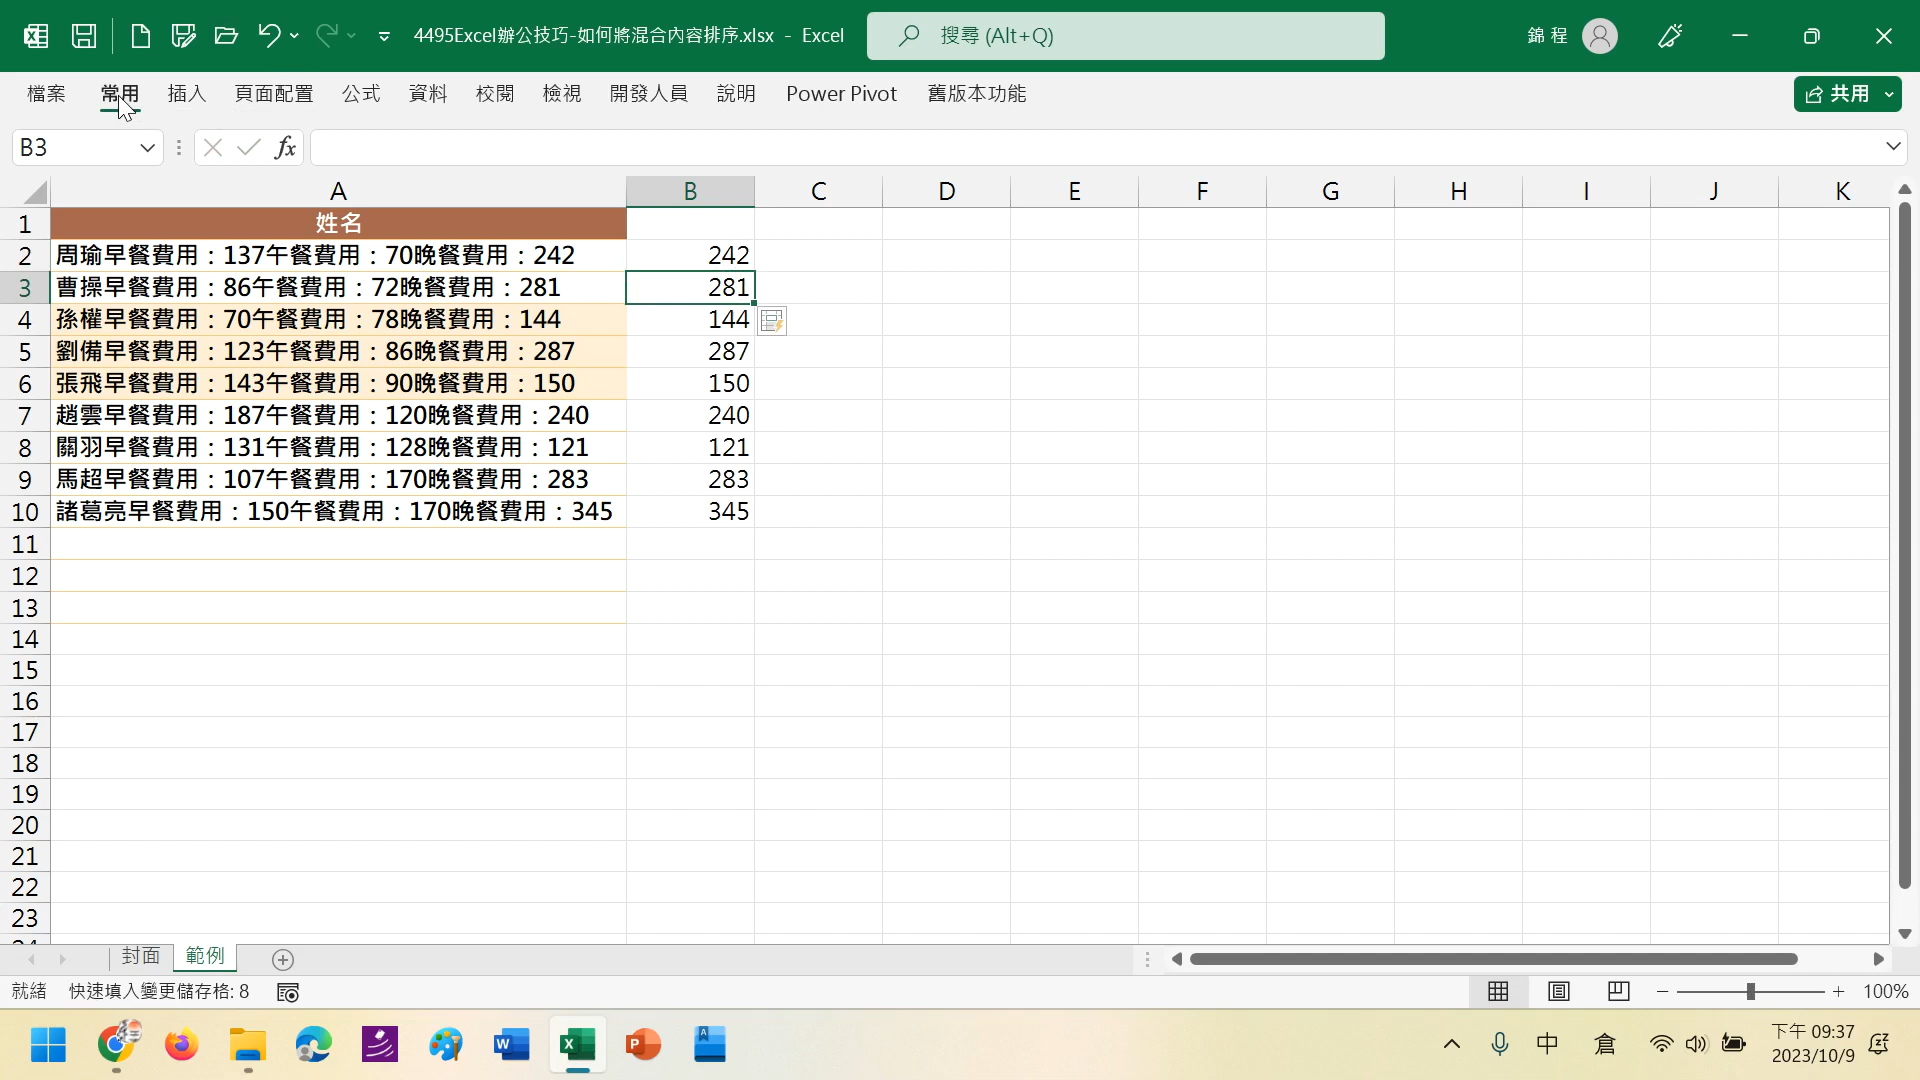 4495Excel辦公技巧-如何將混合內容排序.xlsx - Excel
搜尋 (Alt+Q)
錦 程
檔案 常用 插入 頁面配置 公式 資料 校閱 檢視 開發人員 說明 Power Pivot 舊版本功能
共用
B3
fx
A B C D E F G H I J K
1 姓名
2 周瑜早餐費用：137午餐費用：70晚餐費用：242 242
3 曹操早餐費用：86午餐費用：72晚餐費用：281 281
4 孫權早餐費用：70午餐費用：78晚餐費用：144 144
5 劉備早餐費用：123午餐費用：86晚餐費用：287 287
6 張飛早餐費用：143午餐費用：90晚餐費用：150 150
7 趙雲早餐費用：187午餐費用：120晚餐費用：240 240
8 關羽早餐費用：131午餐費用：128晚餐費用：121 121
9 馬超早餐費用：107午餐費用：170晚餐費用：283 283
10 諸葛亮早餐費用：150午餐費用：170晚餐費用：345 345
11
12
13
14
15
16
17
18
19
20
21
22
23
封面 範例
就緒 快速填入變更儲存格: 8
100%
中 倉
下午 09:37
2023/10/9